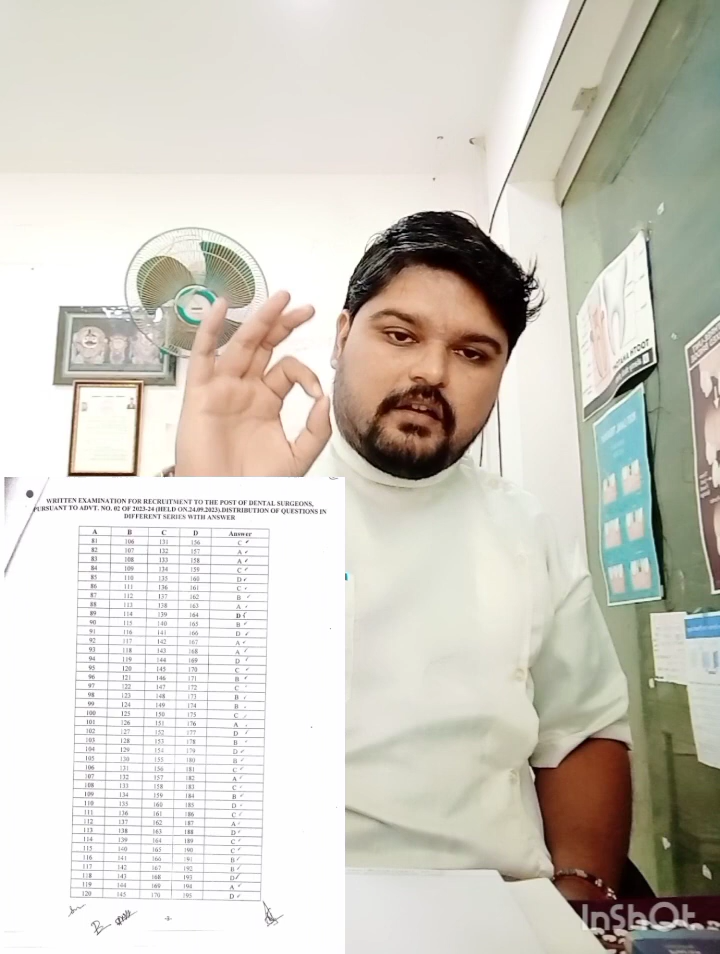 WRITTEN EXAMINATION FOR RECRUITMENT TO THE POST OF DENTAL SURGEONS,
PURSUANT TO ADVT. NO. 02 OF 2023-24 (HELD ON.24.09.2023).DISTRIBUTION OF QUESTIONS IN
DIFFERENT SERIES WITH ANSWER
A B C D Answer
81 106 131 156 C
82 107 132 157 A
83 108 133 158 A
84 109 134 159 C
85 110 135 160 D
86 111 136 161 C
87 112 137 162 B
88 113 138 163 A
89 114 139 164 D
90 115 140 165 B
91 116 141 166 D
92 117 142 167 A
93 118 143 168 A
94 119 144 169 D
95 120 145 170 C
96 121 146 171 B
97 122 147 172 C
98 123 148 173 B
99 124 149 174 B
100 125 150 175 C
101 126 151 176 A
102 127 152 177 D
103 128 153 178 B
104 129 154 179 D
105 130 155 180 B
106 131 156 181 C
107 132 157 182 A
108 133 158 183 C
109 134 159 184 B
110 135 160 185 D
111 136 161 186 C
112 137 162 187 A
113 138 163 188 D
114 139 164 189 C
115 140 165 190 C
116 141 166 191 B
117 142 167 192 B
118 143 168 193 D
119 144 169 194 A
120 145 170 195 D
InShOt